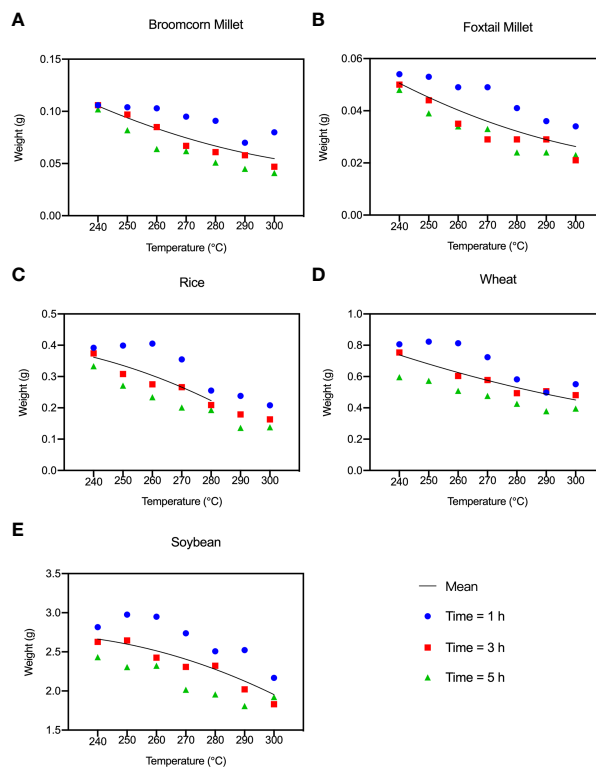 A
Broomcorn Millet
Weight (g)
0.15
0.10
0.05
0.00
240 250 260 270 280 290 300
Temperature (°C)
B
Foxtail Millet
Weight (g)
0.06
0.04
0.02
0.00
240 250 260 270 280 290 300
Temperature (°C)
C
Rice
Weight (g)
0.5
0.4
0.3
0.2
0.1
0.0
240 250 260 270 280 290 300
Temperature (°C)
D
Wheat
Weight (g)
1.0
0.8
0.6
0.4
0.2
0.0
240 250 260 270 280 290 300
Temperature (°C)
E
Soybean
Weight (g)
3.5
3.0
2.5
2.0
1.5
240 250 260 270 280 290 300
Temperature (°C)
Mean
Time = 1 h
Time = 3 h
Time = 5 h